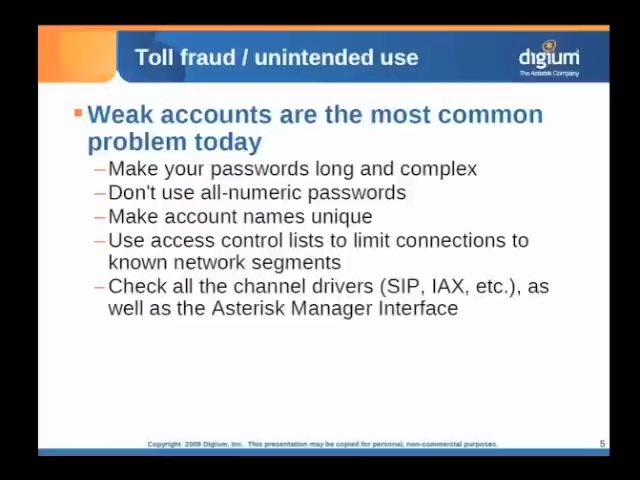 Toll fraud / unintended use
digium
The Asterisk Company
Weak accounts are the most common
problem today
–Make your passwords long and complex
–Don't use all-numeric passwords
–Make account names unique
–Use access control lists to limit connections to
known network segments
–Check all the channel drivers (SIP, IAX, etc.), as
well as the Asterisk Manager Interface
Copyright 2009 Digium, Inc. This presentation may be copied for personal, non-commercial purposes.
5